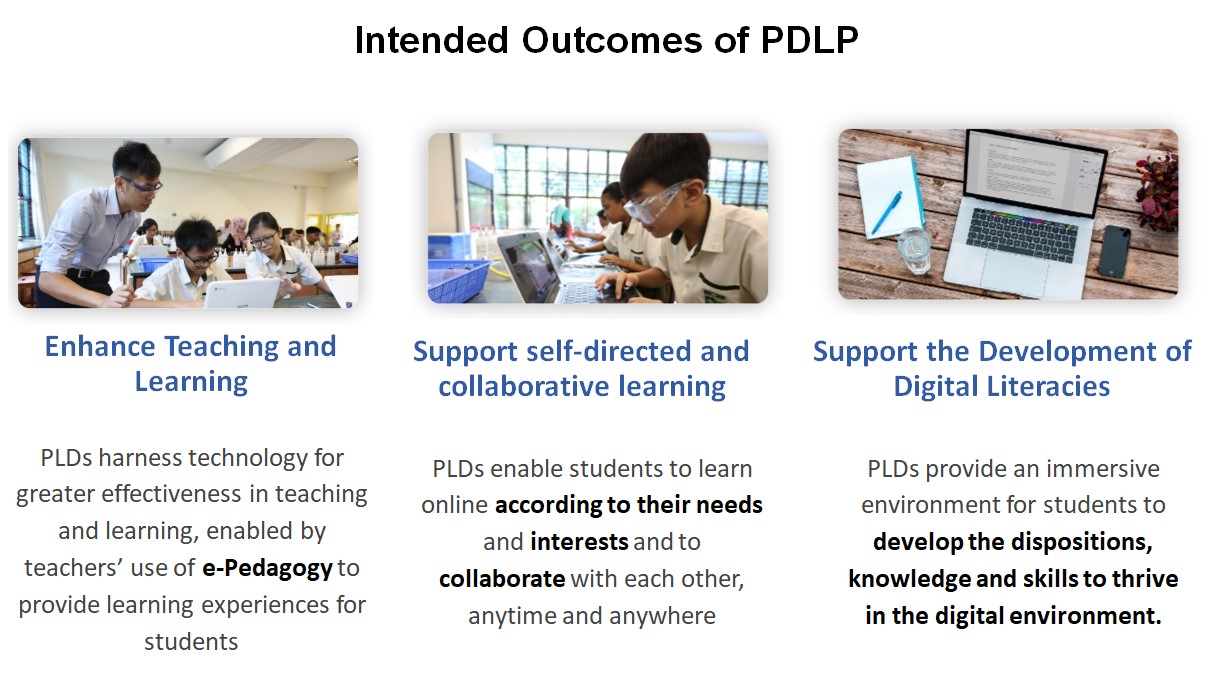 Intended Outcomes of PDLP
Enhance Teaching and
Learning
PLDs harness technology for
greater effectiveness in teaching
and learning, enabled by
teachers’ use of e-Pedagogy to
provide learning experiences for
students
Support self-directed and
collaborative learning
PLDs enable students to learn
online according to their needs
and interests and to
collaborate with each other,
anytime and anywhere
Support the Development of
Digital Literacies
PLDs provide an immersive
environment for students to
develop the dispositions,
knowledge and skills to thrive
in the digital environment.